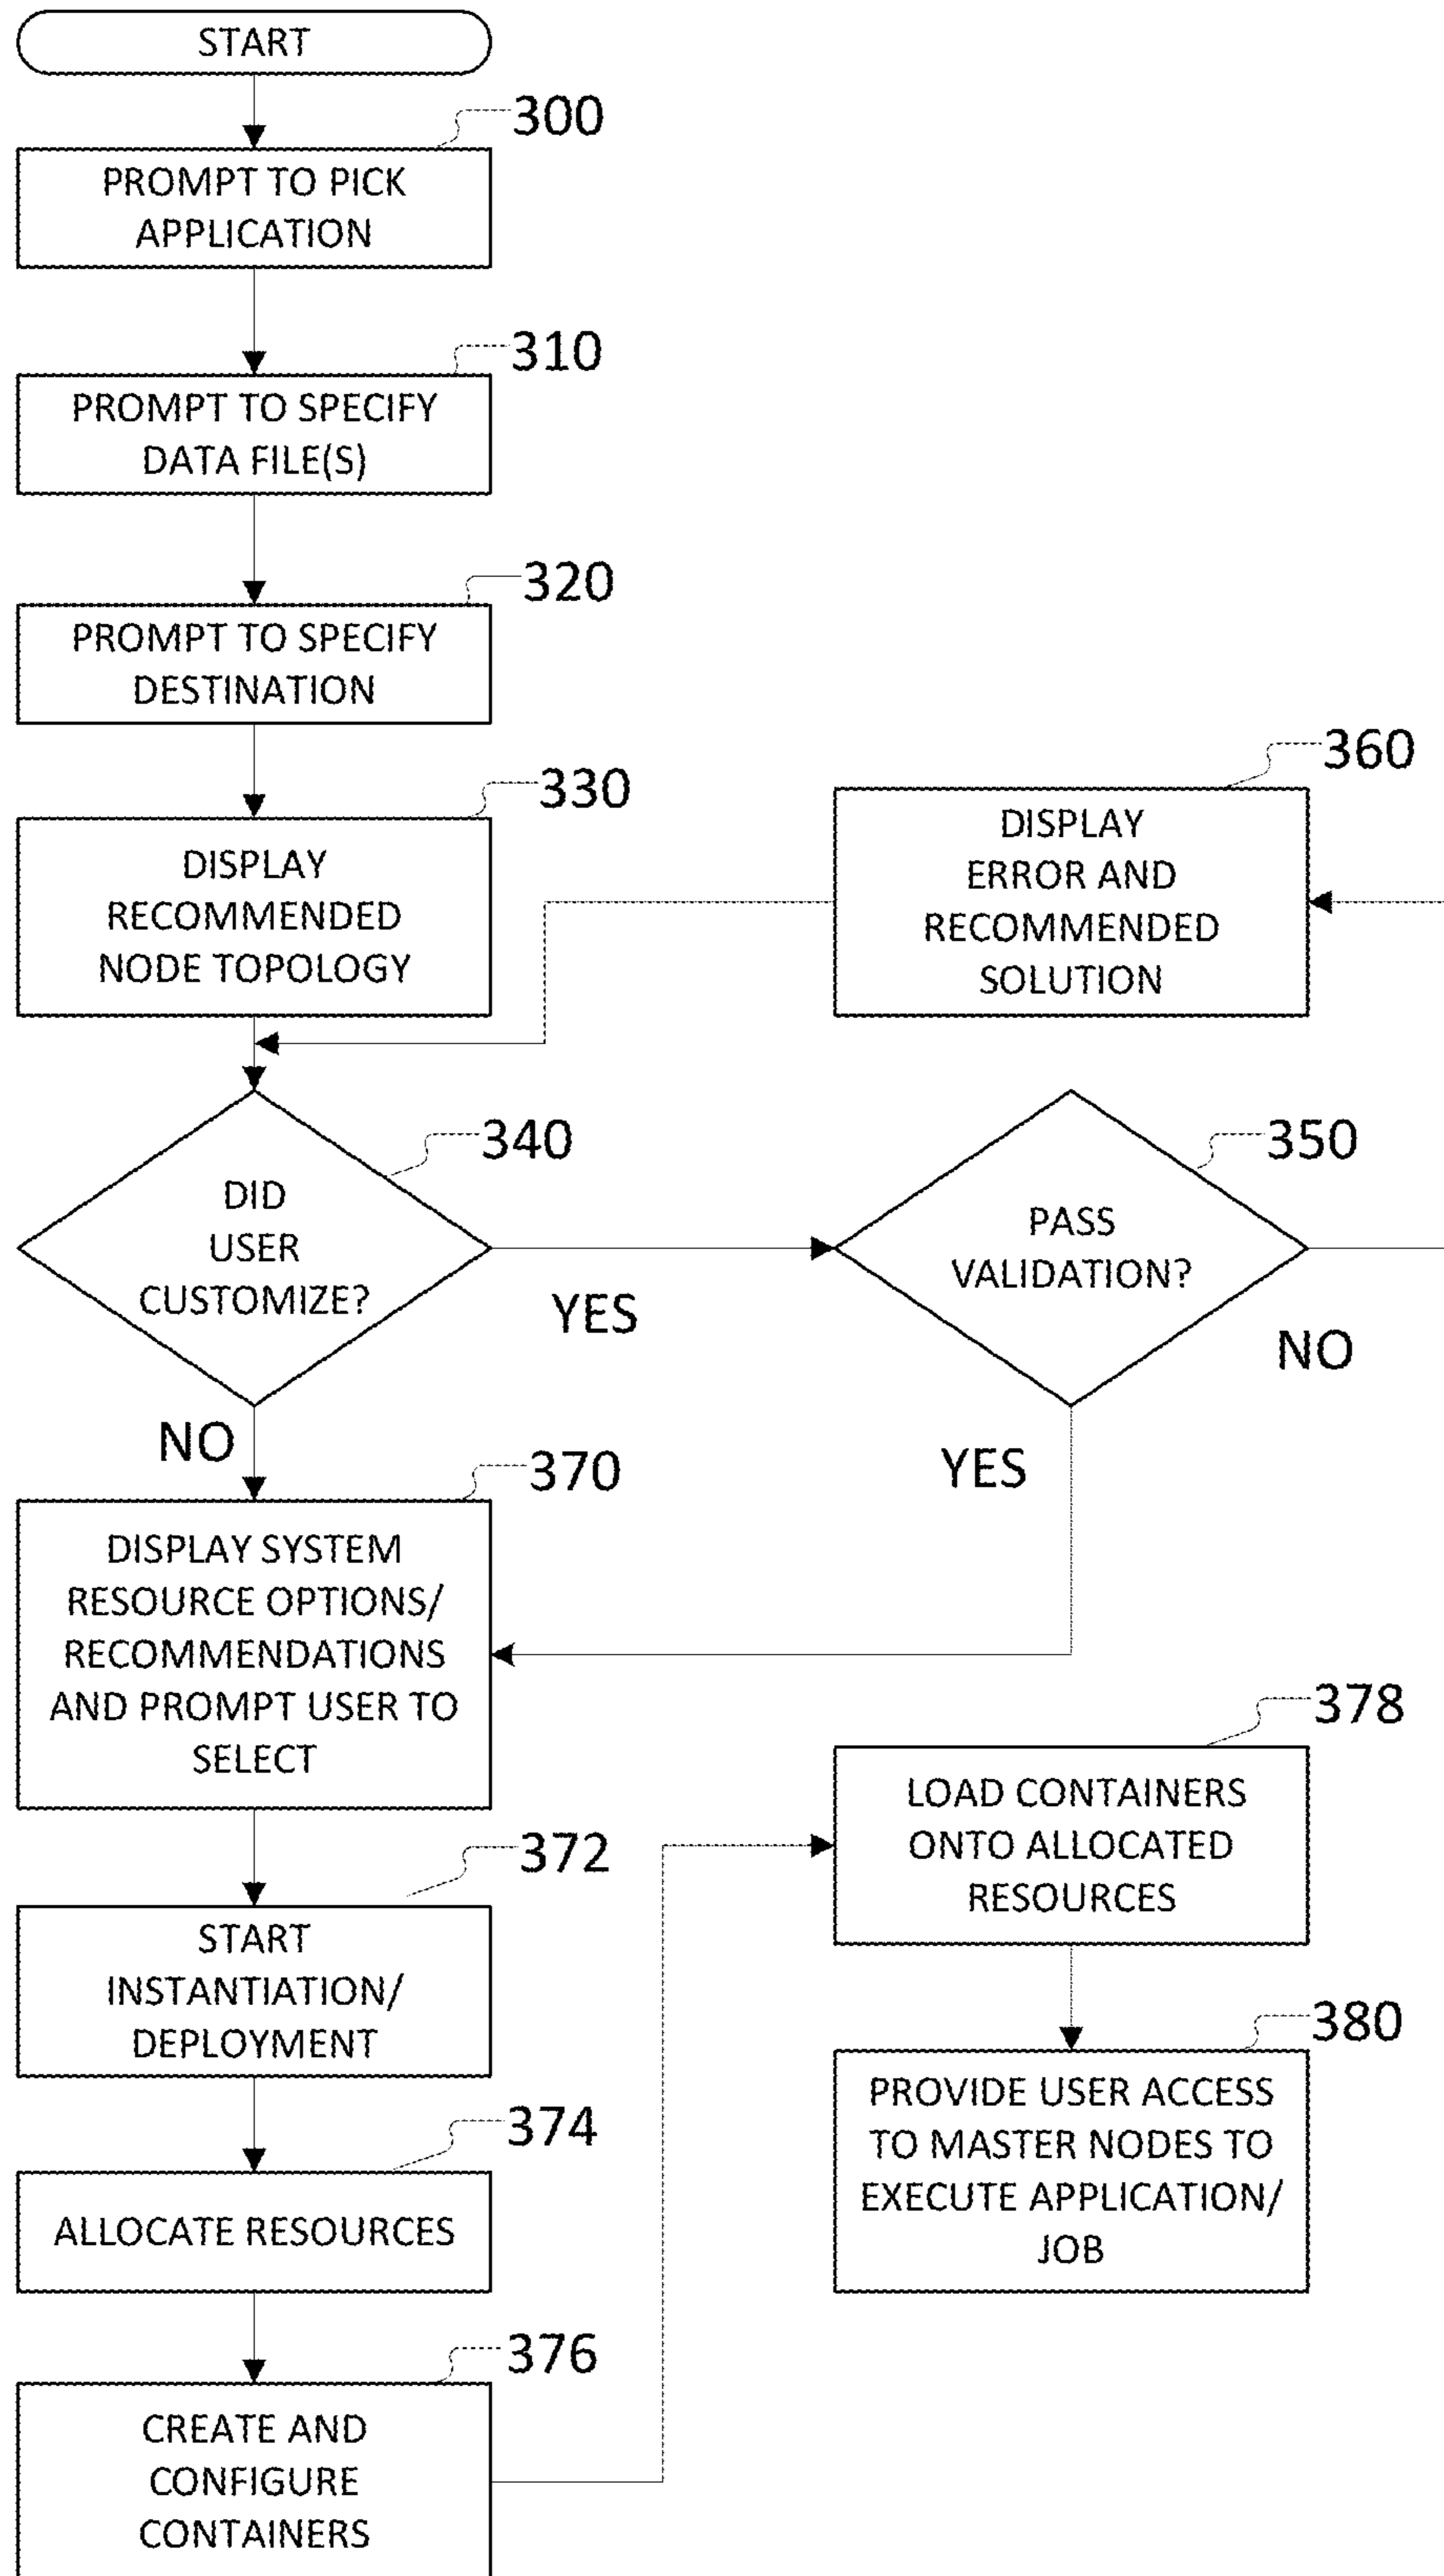 START
300
PROMPT TO PICK
APPLICATION
310
PROMPT TO SPECIFY
DATA FILE(S)
320
PROMPT TO SPECIFY
DESTINATION
330
DISPLAY
RECOMMENDED
NODE TOPOLOGY
360
DISPLAY
ERROR AND
RECOMMENDED
SOLUTION
340
DID
USER
CUSTOMIZE?
YES
NO
350
PASS
VALIDATION?
NO
YES
370
DISPLAY SYSTEM
RESOURCE OPTIONS/
RECOMMENDATIONS
AND PROMPT USER TO
SELECT
372
START
INSTANTIATION/
DEPLOYMENT
374
ALLOCATE RESOURCES
376
CREATE AND
CONFIGURE
CONTAINERS
378
LOAD CONTAINERS
ONTO ALLOCATED
RESOURCES
380
PROVIDE USER ACCESS
TO MASTER NODES TO
EXECUTE APPLICATION/
JOB